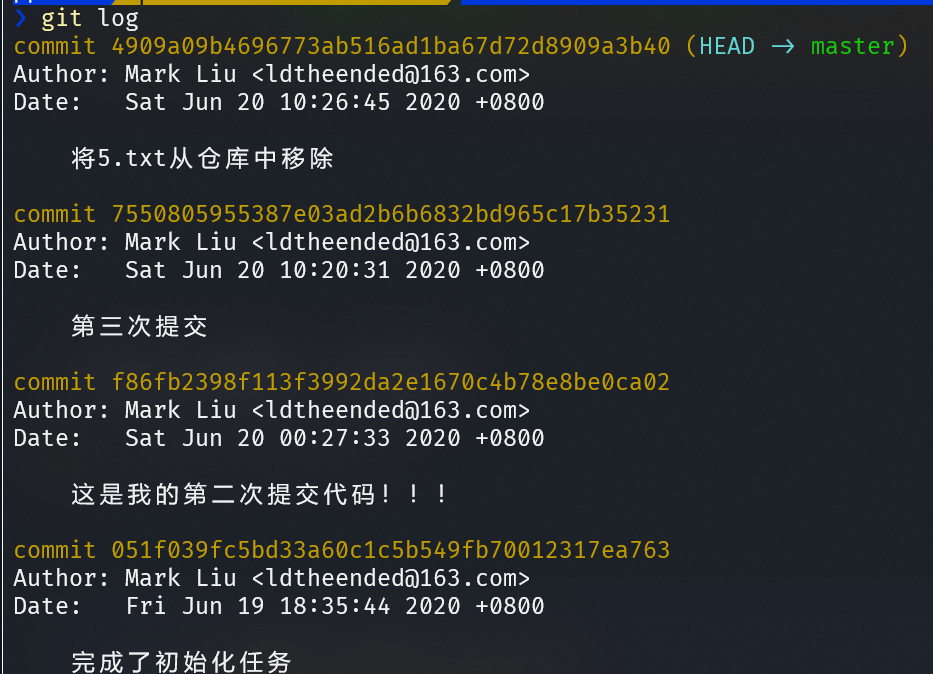 ❯ git log
commit 4909a09b4696773ab516ad1ba67d72d8909a3b40 (HEAD -> master)
Author: Mark Liu <ldtheended@163.com>
Date:   Sat Jun 20 10:26:45 2020 +0800
将5.txt从仓库中移除
commit 7550805955387e03ad2b6b6832bd965c17b35231
Author: Mark Liu <ldtheended@163.com>
Date:   Sat Jun 20 10:20:31 2020 +0800
第三次提交
commit f86fb2398f113f3992da2e1670c4b78e8be0ca02
Author: Mark Liu <ldtheended@163.com>
Date:   Sat Jun 20 00:27:33 2020 +0800
这是我的第二次提交代码！！！
commit 051f039fc5bd33a60c1c5b549fb70012317ea763
Author: Mark Liu <ldtheended@163.com>
Date:   Fri Jun 19 18:35:44 2020 +0800
完成了初始化任务